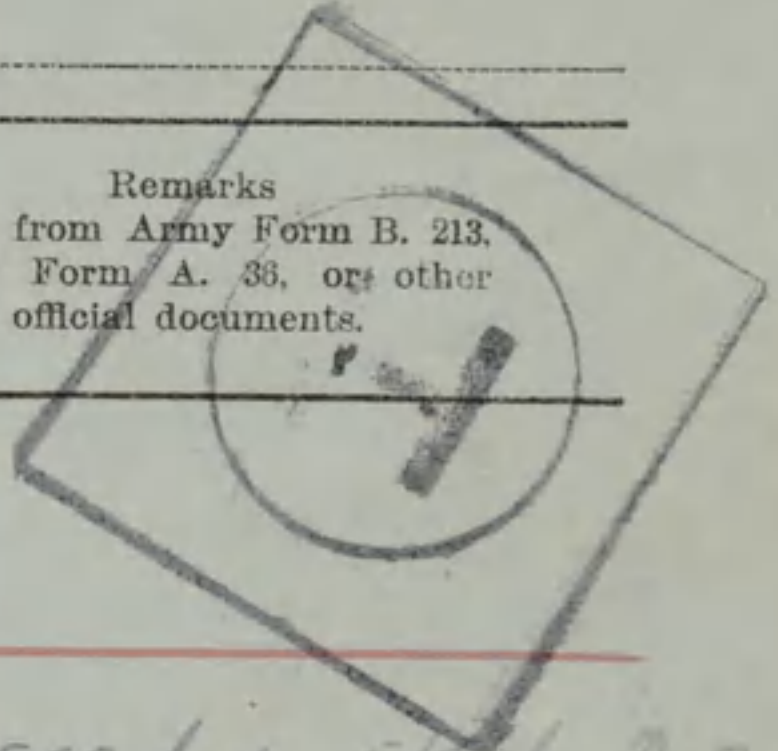 Remarks
from Army Form B. 213,
Form A. 36, or other
official documents.